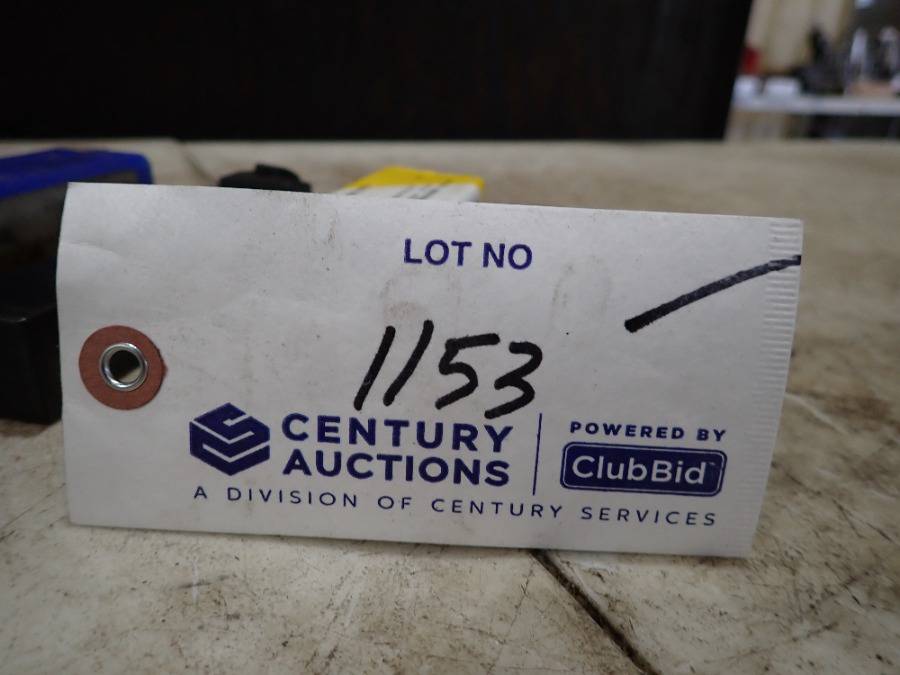 LOT NO
1153
CENTURY
AUCTIONS
A DIVISION OF CENTURY SERVICES
POWERED BY
ClubBid